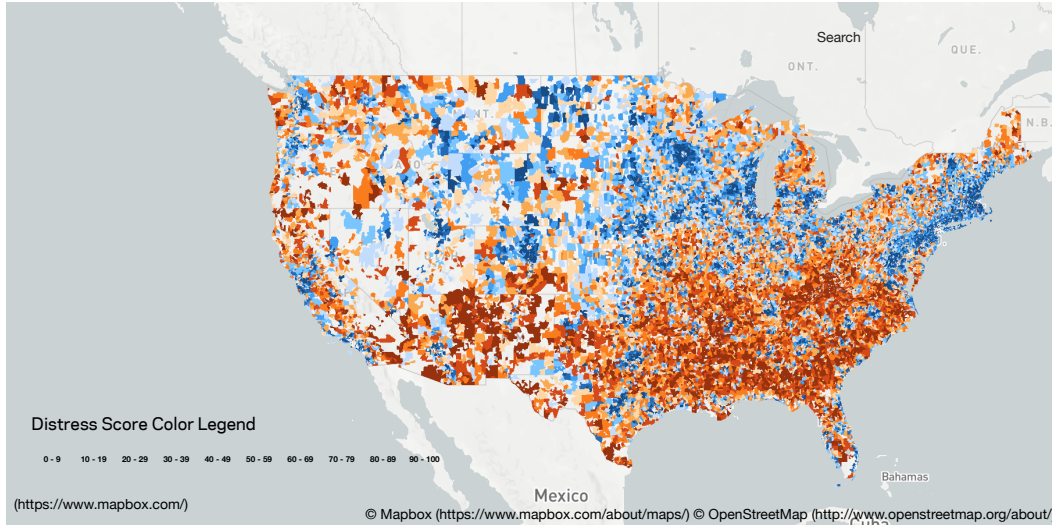 Search
QUE.
ONT.
N.B.
NT.
Distress Score Color Legend
0 - 9 10 - 19 20 - 29 30 - 39 40 - 49 50 - 59 60 - 69 70 - 79 80 - 89 90 - 100
(https://www.mapbox.com/)
Bahamas
Mexico
© Mapbox (https://www.mapbox.com/about/maps/) © OpenStreetMap (http://www.openstreetmap.org/about/
Cuba